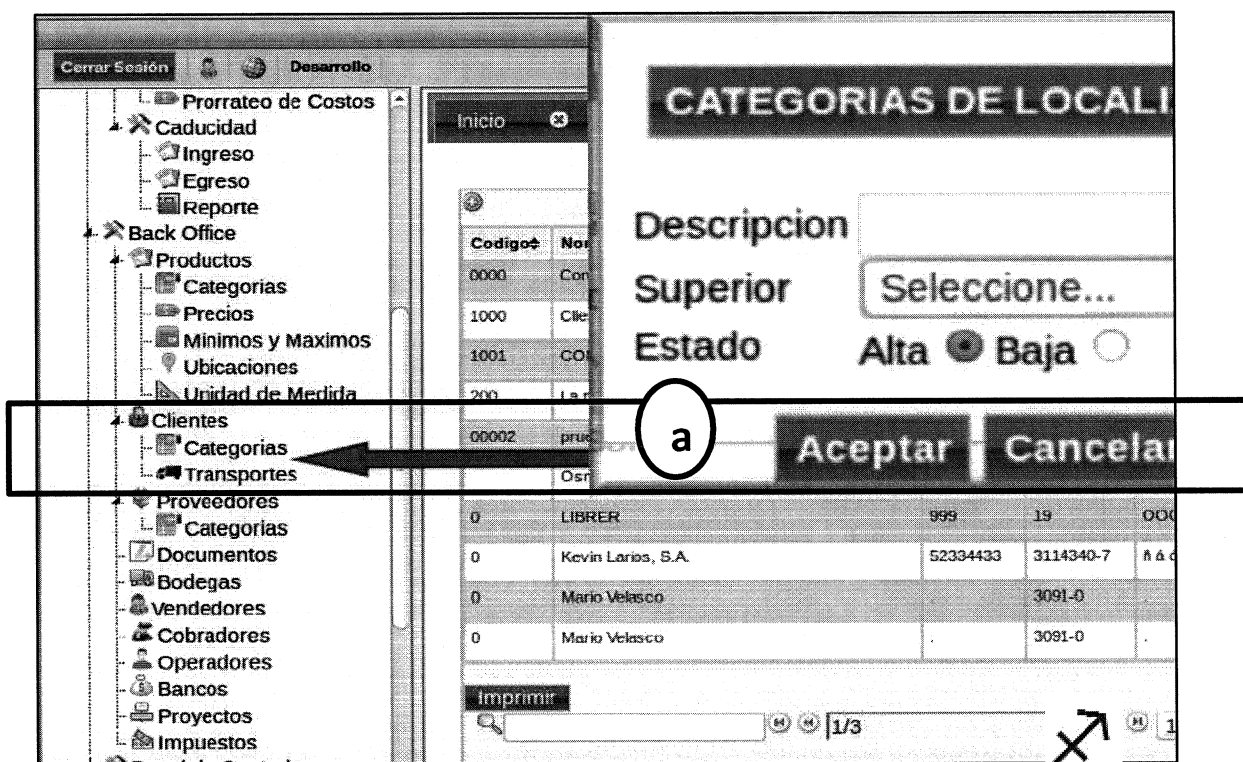 Cerrar Sesión Desarrollo
Prorrateo de Costos
Caducidad
Ingreso
Egreso
Reporte
Back Office
Productos
Categorias
Precios
Minimos y Maximos
Ubicaciones
Unidad de Medida
Clientes
Categorias
Transportes
Proveedores
Categorias
Documentos
Bodegas
Vendedores
Cobradores
Operadores
Bancos
Proyectos
Impuestos
Inicio
Codigo
0000
1000
1001
200
00002
0 LIBRER 999 19
0 Kevin Larios, S.A. 52334433 3114340-7
0 Mario Velasco . 3091-0 .
0 Mario Velasco . 3091-0 .
Imprimir
1/3
CATEGORIAS DE LOCALI
Descripcion
Superior Seleccione...
Estado Alta Baja
a
Aceptar Cancelar